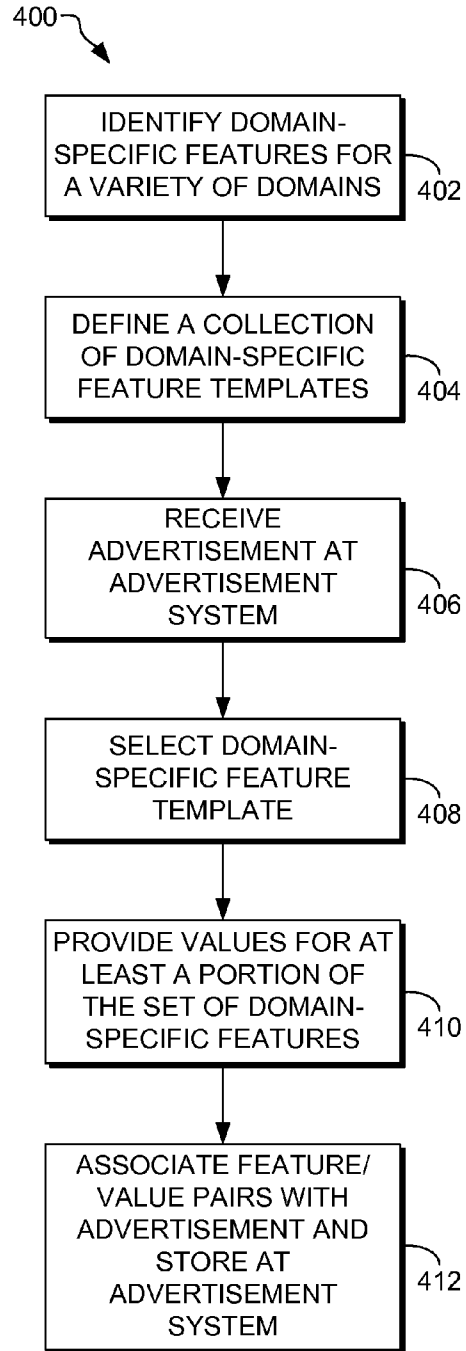 400
IDENTIFY DOMAIN-
SPECIFIC FEATURES FOR
A VARIETY OF DOMAINS
402
DEFINE A COLLECTION
OF DOMAIN-SPECIFIC
FEATURE TEMPLATES
404
RECEIVE
ADVERTISEMENT AT
ADVERTISEMENT
SYSTEM
406
SELECT DOMAIN-
SPECIFIC FEATURE
TEMPLATE
408
PROVIDE VALUES FOR AT
LEAST A PORTION OF
THE SET OF DOMAIN-
SPECIFIC FEATURES
410
ASSOCIATE FEATURE/
VALUE PAIRS WITH
ADVERTISEMENT AND
STORE AT
ADVERTISEMENT
SYSTEM
412